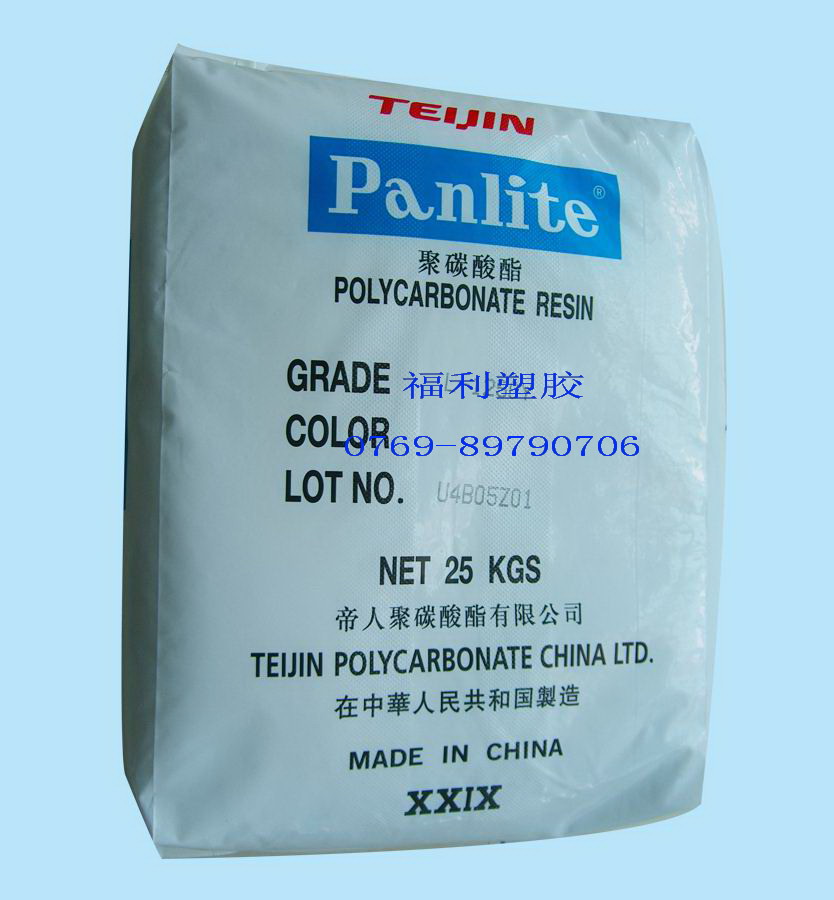 TEIJIN
Panlite®
聚碳酸酯
POLYCARBONATE RESIN
GRADE 福利塑胶
COLOR
0769-89790706
LOT NO. U4B05Z01
NET 25 KGS
帝人聚碳酸酯有限公司
TEIJIN POLYCARBONATE CHINA LTD.
在中華人民共和国製造
MADE IN CHINA
XXIX